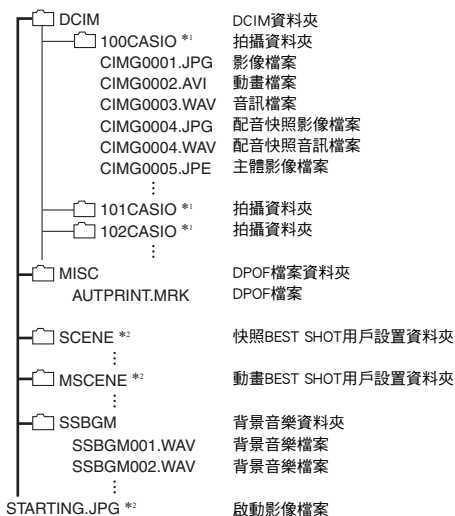 DCIM DCIM資料夾
100CASIO *1 拍攝資料夾
CIMG0001.JPG 影像檔案
CIMG0002.AVI 動畫檔案
CIMG0003.WAV 音訊檔案
CIMG0004.JPG 配音快照影像檔案
CIMG0004.WAV 配音快照音訊檔案
CIMG0005.JPE 主體影像檔案
⋮
101CASIO *1 拍攝資料夾
102CASIO *1 拍攝資料夾
⋮
MISC DPOF檔案資料夾
AUTPRINT.MRK DPOF檔案
SCENE *2 快照BEST SHOT用戶設置資料夾
⋮
MSCENE *2 動畫BEST SHOT用戶設置資料夾
⋮
SSBGM 背景音樂資料夾
SSBGM001.WAV 背景音樂檔案
SSBGM002.WAV 背景音樂檔案
⋮
STARTING.JPG *2 啟動影像檔案